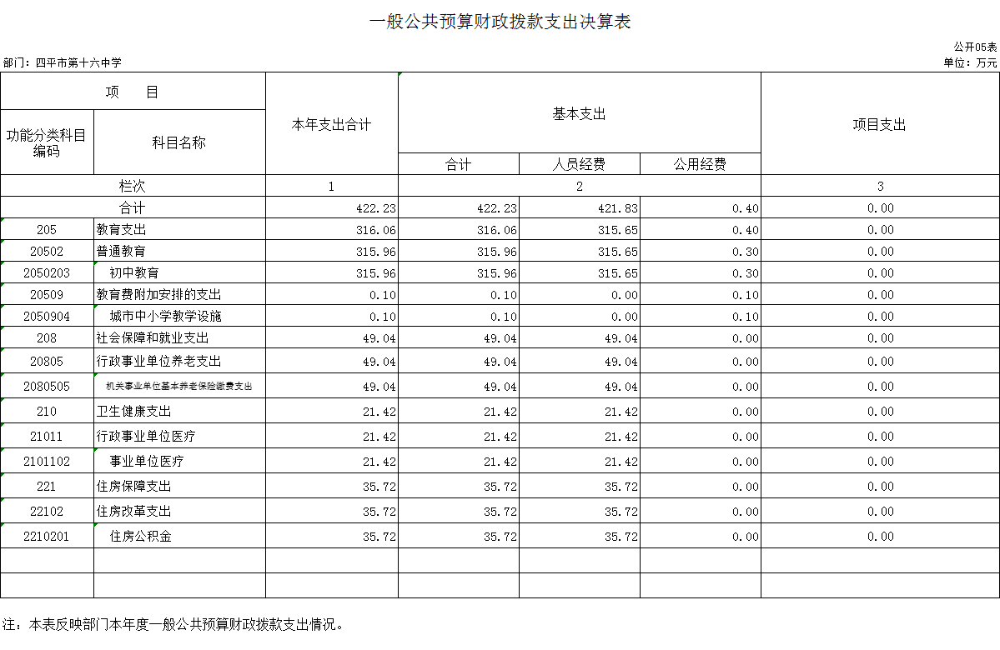 一般公共预算财政拨款支出决算表
公开05表
部门：四平市第十六中学 单位：万元
项 目 本年支出合计 基本支出 项目支出
功能分类科目编码 科目名称 合计 人员经费 公用经费
栏次 1 2 3
合计 422.23 422.23 421.83 0.40 0.00
205 教育支出 316.06 316.06 315.65 0.40 0.00
20502 普通教育 315.96 315.96 315.65 0.30 0.00
2050203 初中教育 315.96 315.96 315.65 0.30 0.00
20509 教育费附加安排的支出 0.10 0.10 0.00 0.10 0.00
2050904 城市中小学教学设施 0.10 0.10 0.00 0.10 0.00
208 社会保障和就业支出 49.04 49.04 49.04 0.00 0.00
20805 行政事业单位养老支出 49.04 49.04 49.04 0.00 0.00
2080505 机关事业单位基本养老保险缴费支出 49.04 49.04 49.04 0.00 0.00
210 卫生健康支出 21.42 21.42 21.42 0.00 0.00
21011 行政事业单位医疗 21.42 21.42 21.42 0.00 0.00
2101102 事业单位医疗 21.42 21.42 21.42 0.00 0.00
221 住房保障支出 35.72 35.72 35.72 0.00 0.00
22102 住房改革支出 35.72 35.72 35.72 0.00 0.00
2210201 住房公积金 35.72 35.72 35.72 0.00 0.00
注：本表反映部门本年度一般公共预算财政拨款支出情况。